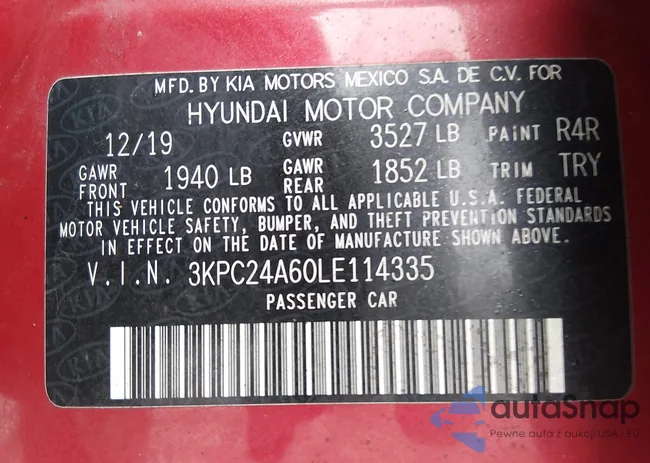 MFD. BY KIA MOTORS MEXICO S.A. DE C.V. FOR
HYUNDAI MOTOR COMPANY
12/19 GVWR 3527 LB PAINT R4R
GAWR FRONT 1940 LB GAWR REAR 1852 LB TRIM TRY
THIS VEHICLE CONFORMS TO ALL APPLICABLE U.S.A. FEDERAL
MOTOR VEHICLE SAFETY, BUMPER, AND THEFT PREVENTION STANDARDS
IN EFFECT ON THE DATE OF MANUFACTURE SHOWN ABOVE.
V.I.N. 3KPC24A60LE114335
PASSENGER CAR
autoSnap
Pewne auta z aukcji USA i EU